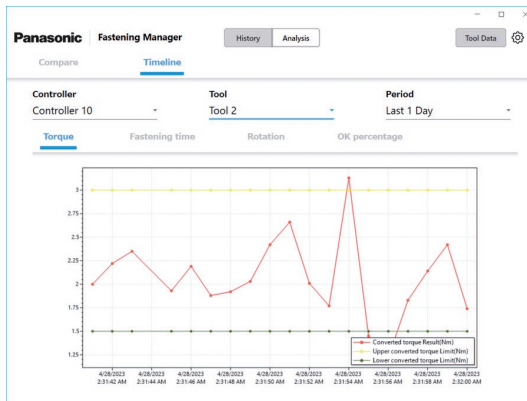 Panasonic Fastening Manager History Analysis Tool Data
Compare Timeline
Controller Tool Period
Controller 10 Tool 2 Last 1 Day
Torque Fastening time Rotation OK percentage
3
2.75
2.5
2.25
2
1.75
1.5
1.25
Converted torque Result(Nm)
Upper converted torque Limit(Nm)
Lower converted torque Limit(Nm)
4/28/2023 4/28/2023 4/28/2023 4/28/2023 4/28/2023 4/28/2023 4/28/2023 4/28/2023 4/28/2023 4/28/2023
2:31:42 AM 2:31:44 AM 2:31:46 AM 2:31:48 AM 2:31:50 AM 2:31:52 AM 2:31:54 AM 2:31:56 AM 2:31:58 AM 2:32:00 AM